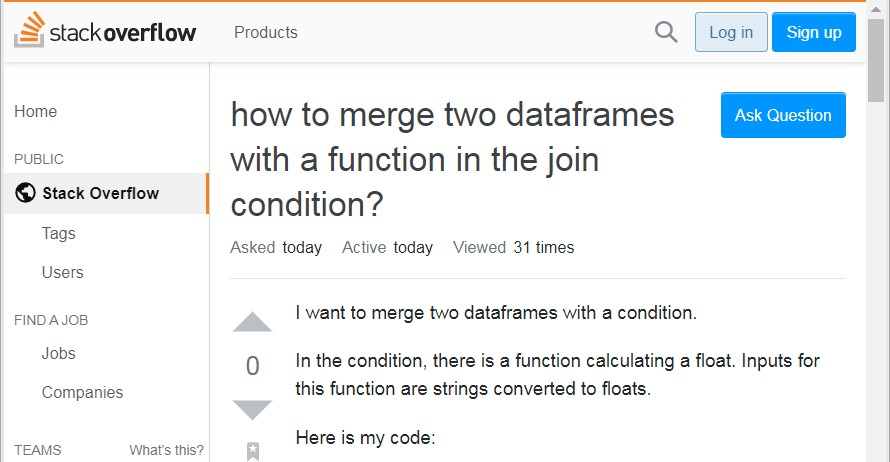 stackoverflow Products Log in Sign up
Home
PUBLIC
Stack Overflow
Tags
Users
FIND A JOB
Jobs
Companies
TEAMS What's this?
how to merge two dataframes
with a function in the join
condition?
Ask Question
Asked today Active today Viewed 31 times
0
I want to merge two dataframes with a condition.
In the condition, there is a function calculating a float. Inputs for
this function are strings converted to floats.
Here is my code: